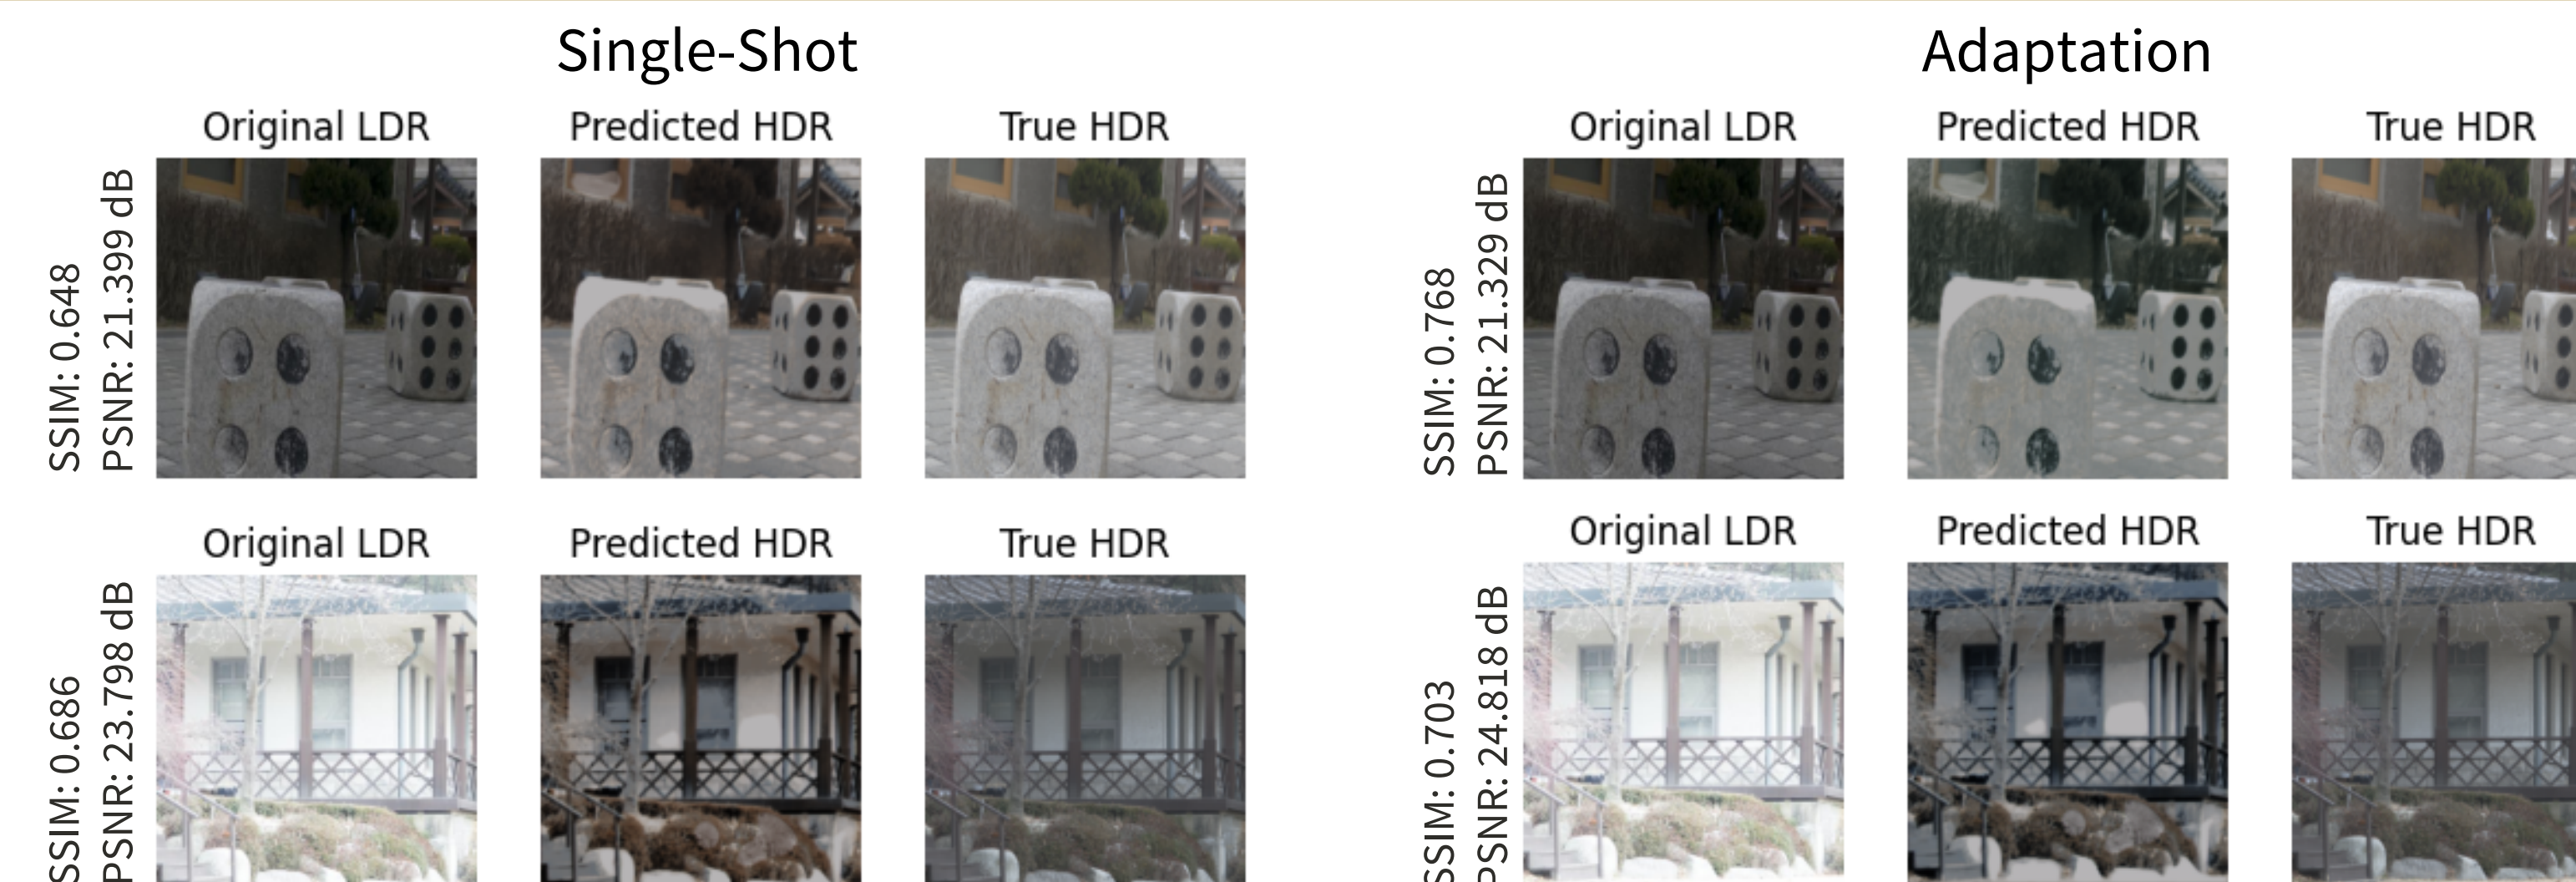 Single-Shot
Adaptation
Original LDR
Predicted HDR
True HDR
SSIM: 0.648
PSNR: 21.399 dB
Original LDR
Predicted HDR
True HDR
SSIM: 0.768
PSNR: 21.329 dB
Original LDR
Predicted HDR
True HDR
SSIM: 0.686
PSNR: 23.798 dB
Original LDR
Predicted HDR
True HDR
SSIM: 0.703
PSNR: 24.818 dB